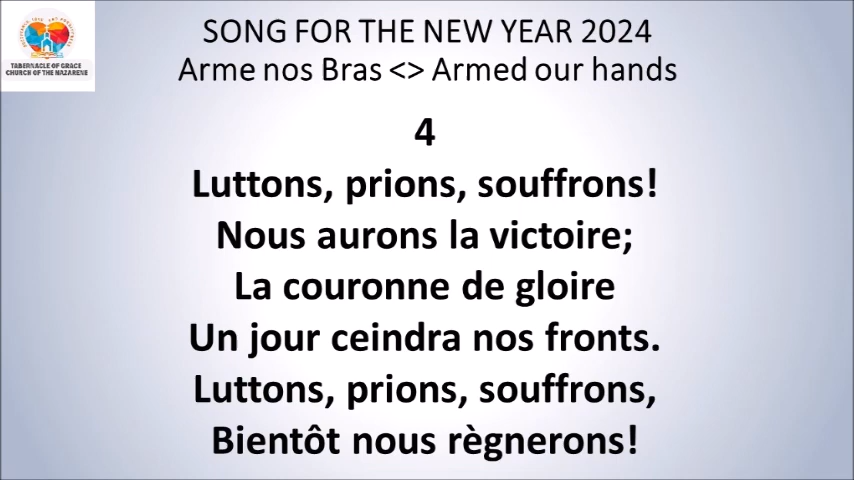 TABERNACLE OF GRACE
CHURCH OF THE NAZARENE
SONG FOR THE NEW YEAR 2024
Arme nos Bras <> Armed our hands
4
Luttons, prions, souffrons!
Nous aurons la victoire;
La couronne de gloire
Un jour ceindra nos fronts.
Luttons, prions, souffrons,
Bientôt nous règnerons!